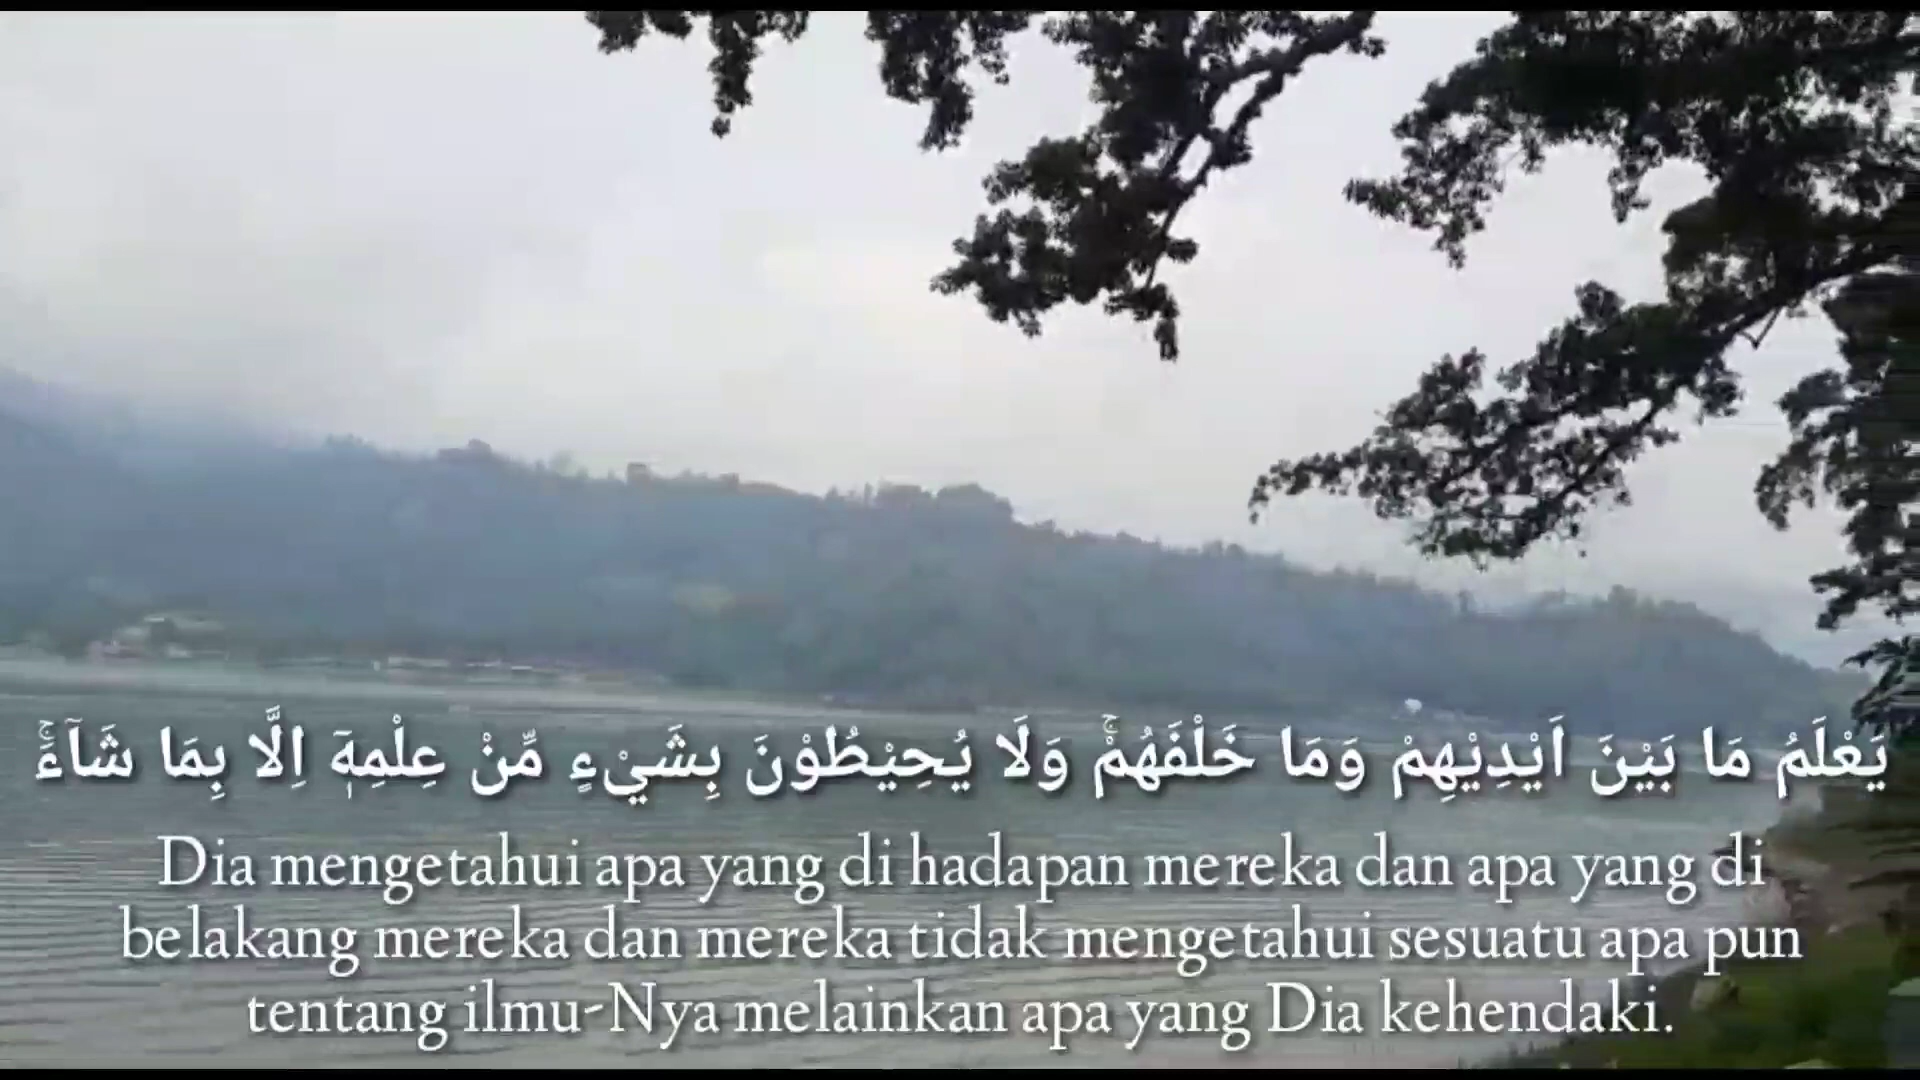 يَعْلَمُ مَا بَيْنَ اَيْدِيْهِمْ وَمَا خَلْفَهُمْۚ وَلَا يُحِيْطُوْنَ بِشَيْءٍ مِّنْ عِلْمِهٖٓ اِلَّا بِمَا شَاۤءَۚ
Dia mengetahui apa yang di hadapan mereka dan apa yang di
belakang mereka dan mereka tidak mengetahui sesuatu apa pun
tentang ilmu-Nya melainkan apa yang Dia kehendaki.